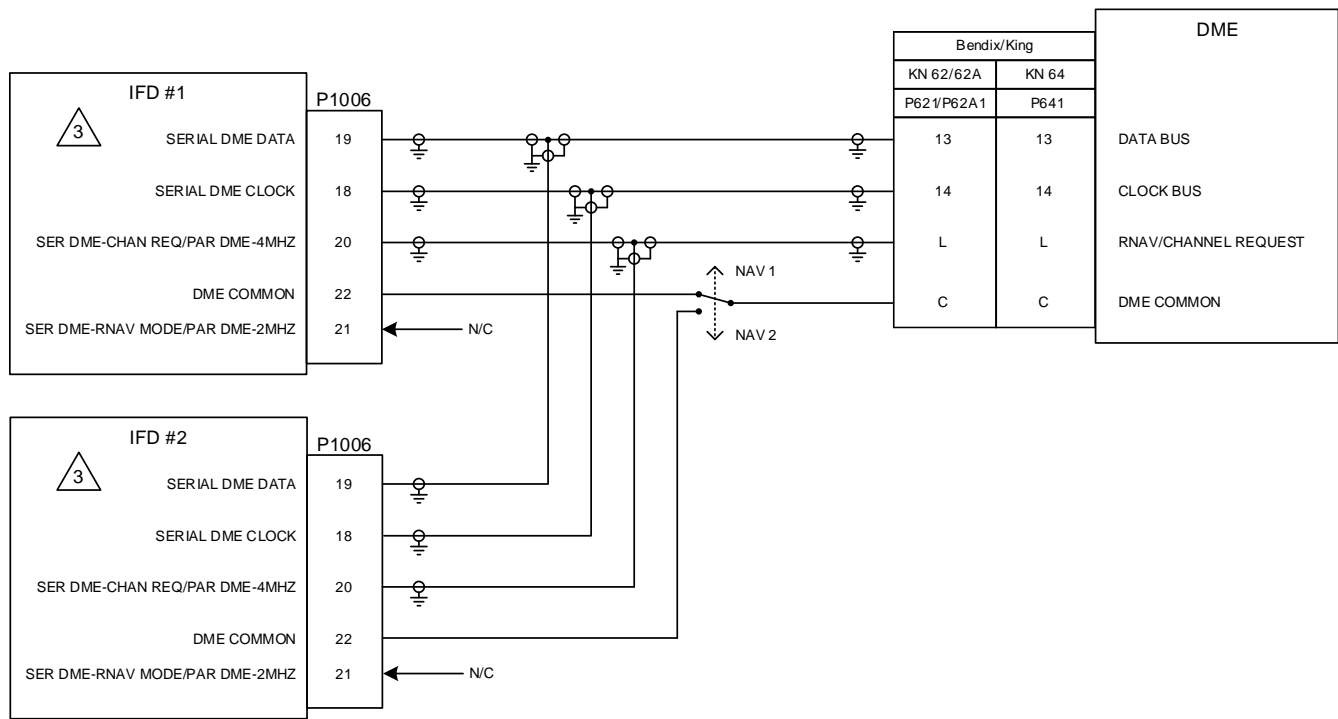 DME
Bendix/King
KN 62/62A KN 64
P621/P62A1 P641
IFD #1
P1006
3
SERIAL DME DATA 19 13 13 DATA BUS
SERIAL DME CLOCK 18 14 14 CLOCK BUS
SER DME-CHAN REQ/PAR DME-4MHZ 20 L L RNAV/CHANNEL REQUEST
NAV 1
DME COMMON 22 C C DME COMMON
SER DME-RNAV MODE/PAR DME-2MHZ 21 N/C
NAV 2
IFD #2
P1006
3
SERIAL DME DATA 19
SERIAL DME CLOCK 18
SER DME-CHAN REQ/PAR DME-4MHZ 20
DME COMMON 22
SER DME-RNAV MODE/PAR DME-2MHZ 21 N/C